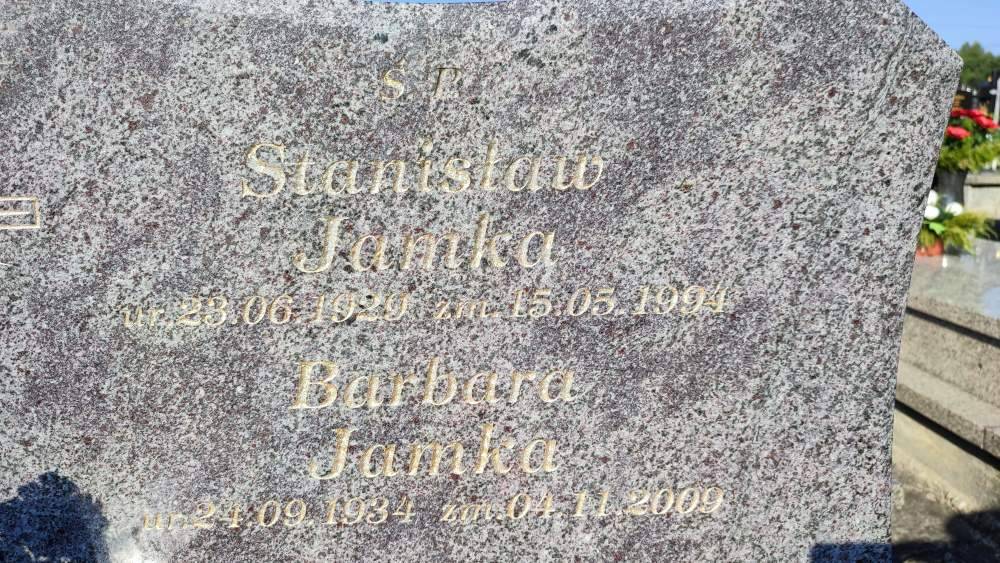 Ś P.
Stanisław
Jamka
ur.23.06.1929 zm.15.05.1994
Barbara
Jamka
ur.24.09.1934 zm.04.11.2009